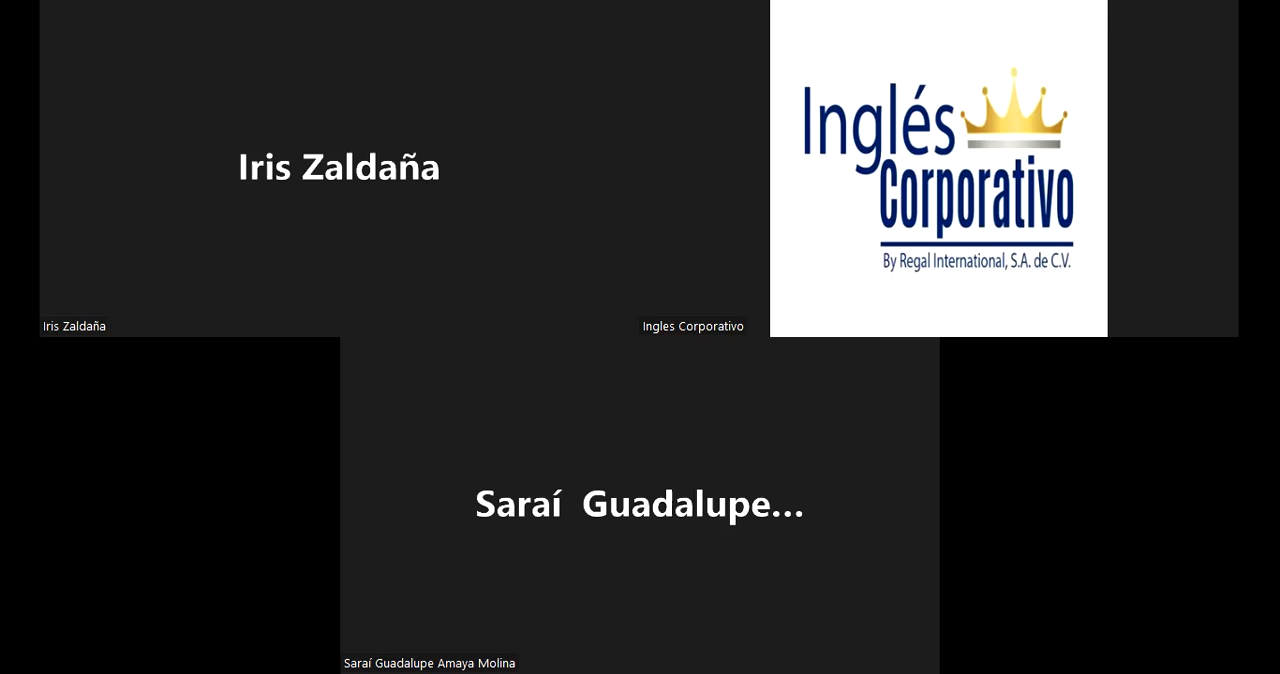 Iris Zaldaña
Iris Zaldaña
Inglés
Corporativo
By Regal International, S.A. de C.V.
Ingles Corporativo
Saraí  Guadalupe...
Saraí Guadalupe Amaya Molina